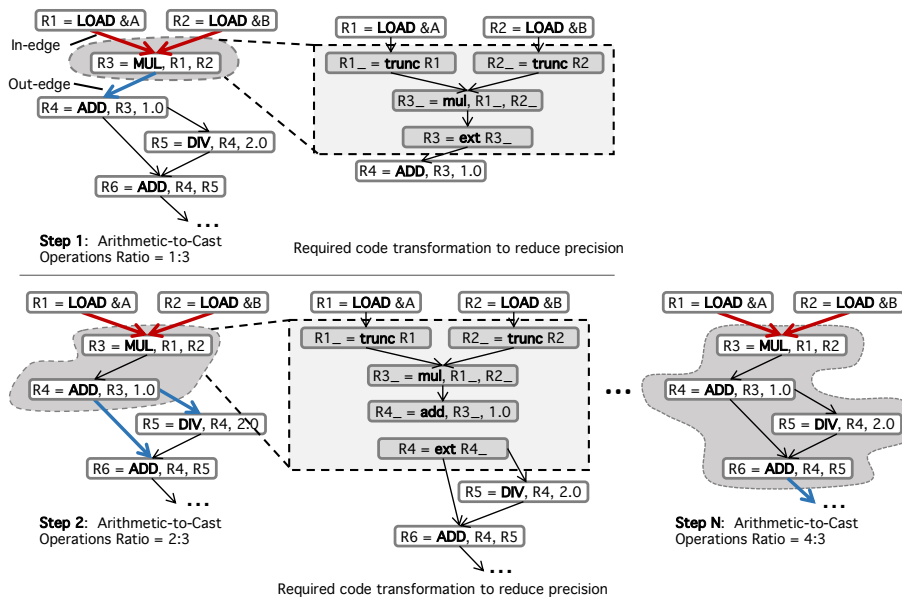 R1 = LOAD &A
R2 = LOAD &B
In-edge
R3 = MUL, R1, R2
Out-edge
R4 = ADD, R3, 1.0
R5 = DIV, R4, 2.0
R6 = ADD, R4, R5
...
Step 1: Arithmetic-to-Cast
Operations Ratio = 1:3
R1 = LOAD &A
R2 = LOAD &B
R1_ = trunc R1
R2_ = trunc R2
R3_ = mul, R1_, R2_
R3 = ext R3_
R4 = ADD, R3, 1.0
Required code transformation to reduce precision
R1 = LOAD &A
R2 = LOAD &B
R3 = MUL, R1, R2
R4 = ADD, R3, 1.0
R5 = DIV, R4, 2.0
R6 = ADD, R4, R5
...
Step 2: Arithmetic-to-Cast
Operations Ratio = 2:3
R1 = LOAD &A
R2 = LOAD &B
R1_ = trunc R1
R2_ = trunc R2
R3_ = mul, R1_, R2_
R4_ = add, R3_, 1.0
R4 = ext R4_
R5 = DIV, R4, 2.0
R6 = ADD, R4, R5
...
Required code transformation to reduce precision
...
R1 = LOAD &A
R2 = LOAD &B
R3 = MUL, R1, R2
R4 = ADD, R3, 1.0
R5 = DIV, R4, 2.0
R6 = ADD, R4, R5
...
Step N: Arithmetic-to-Cast
Operations Ratio = 4:3